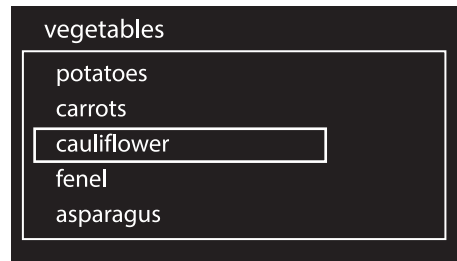 vegetables
potatoes
carrots
cauliflower
fenel
asparagus